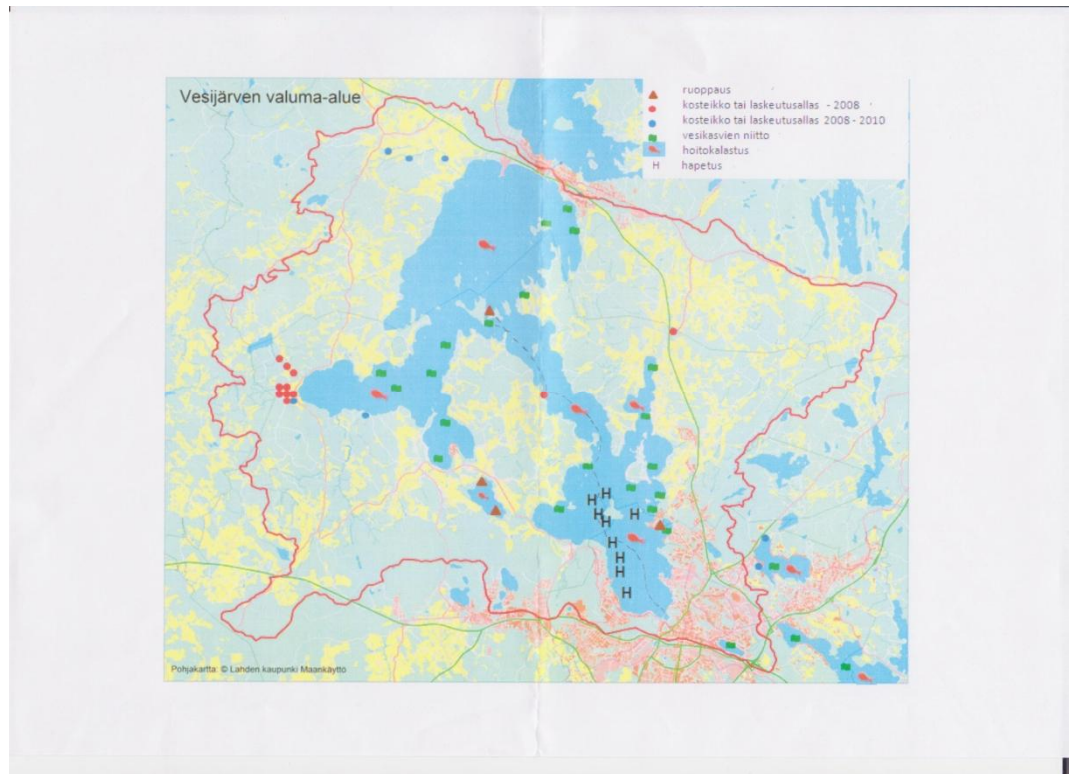 Vesijärven valuma-alue
ruoppaus
kosteikko tai laskeutusallas - 2008
kosteikko tai laskeutusallas 2008 - 2010
vesikasvien niitto
hoitokalastus
H hapetus
H
H
H
H
H
H
H
H
H
H
Pohjakartta: © Lahden kaupunki Maankäyttö